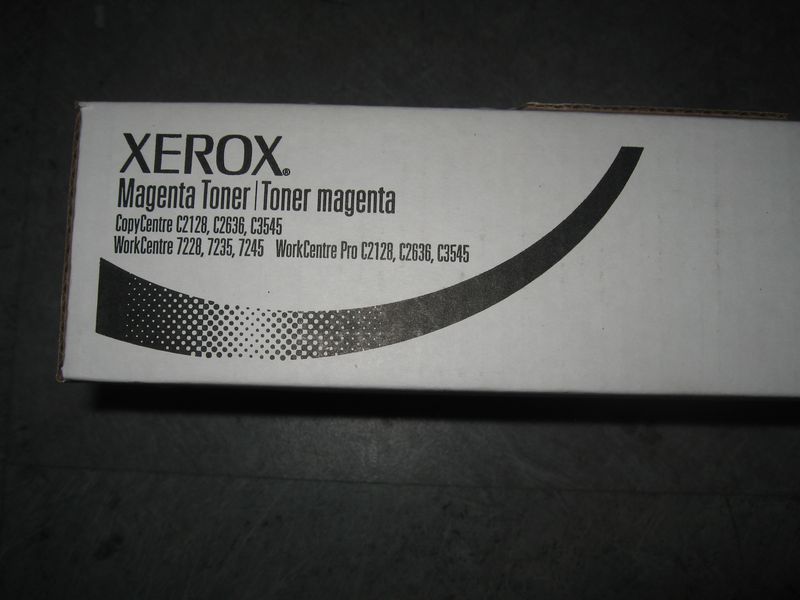 XEROX®
Magenta Toner | Toner magenta
CopyCentre C2128, C2636, C3545
WorkCentre 7228, 7235, 7245 WorkCentre Pro C2128, C2636, C3545